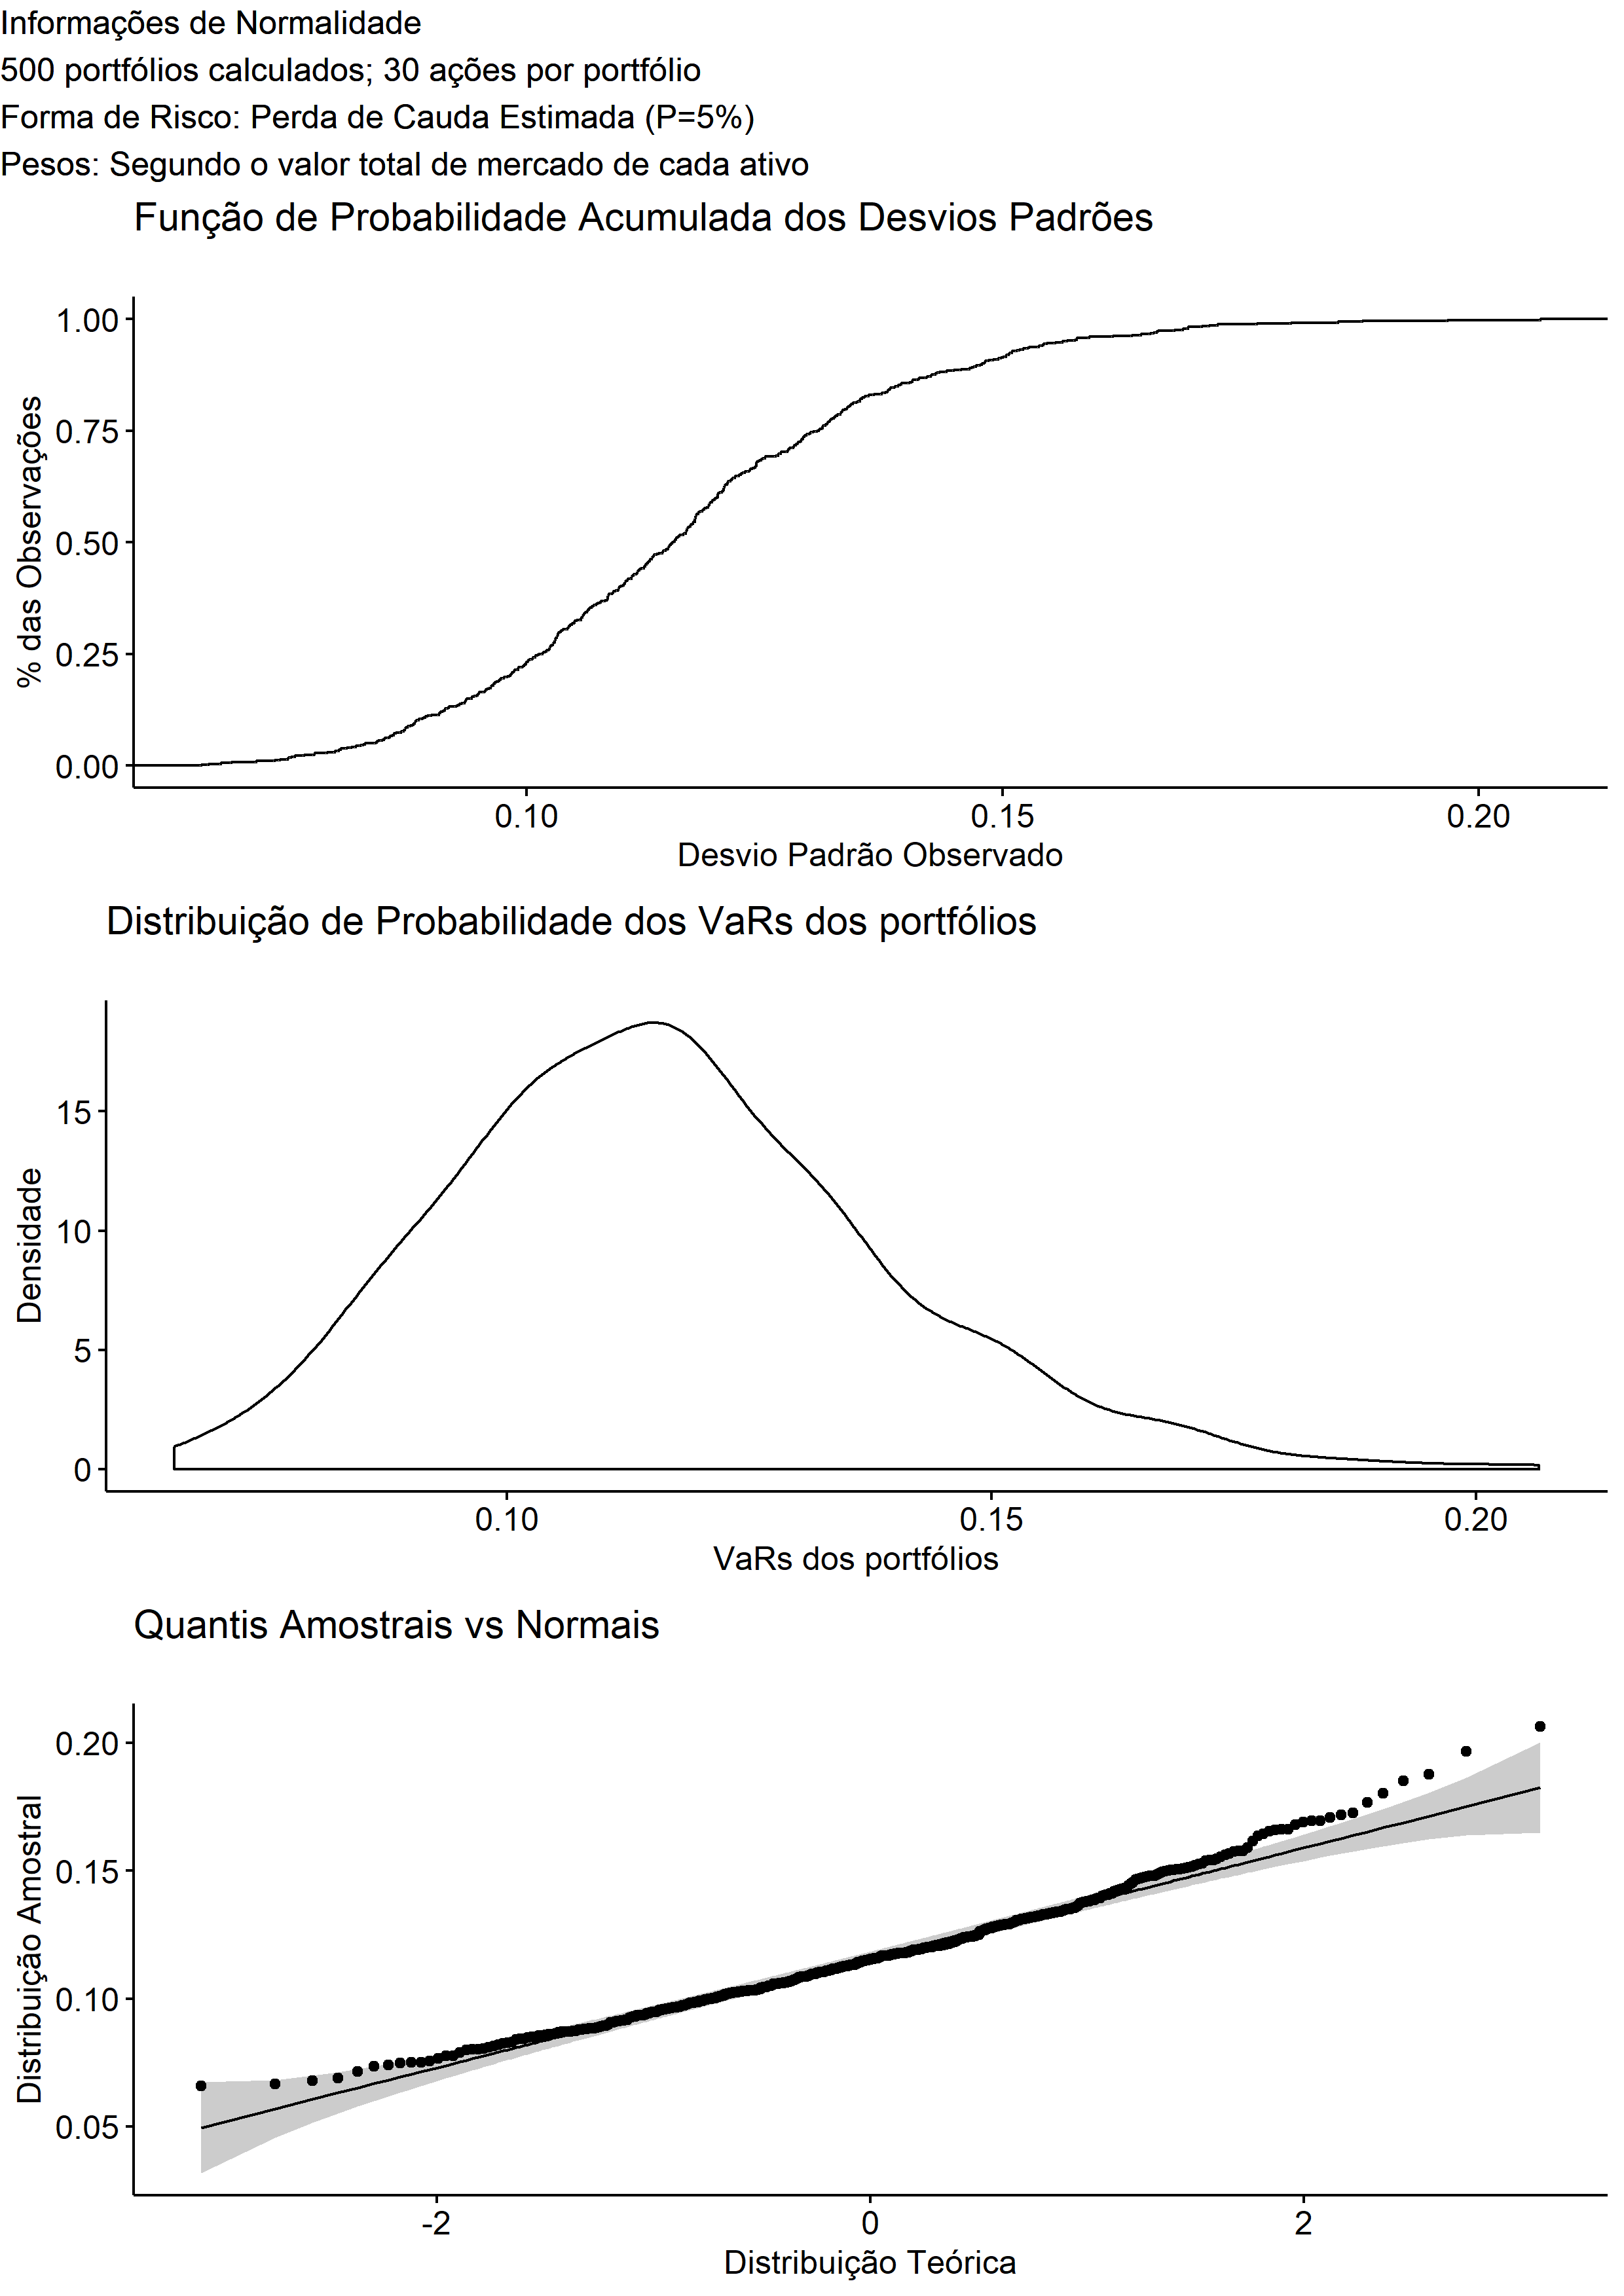 Informações de Normalidade
500 portfólios calculados; 30 ações por portfólio
Forma de Risco: Perda de Cauda Estimada (P=5%)
Pesos: Segundo o valor total de mercado de cada ativo
Função de Probabilidade Acumulada dos Desvios Padrões
% das Observações
1.00
0.75
0.50
0.25
0.00
0.10 0.15 0.20
Desvio Padrão Observado
Distribuição de Probabilidade dos VaRs dos portfólios
Densidade
15
10
5
0
0.10 0.15 0.20
VaRs dos portfólios
Quantis Amostrais vs Normais
Distribuição Amostral
0.20
0.15
0.10
0.05
-2 0 2
Distribuição Teórica